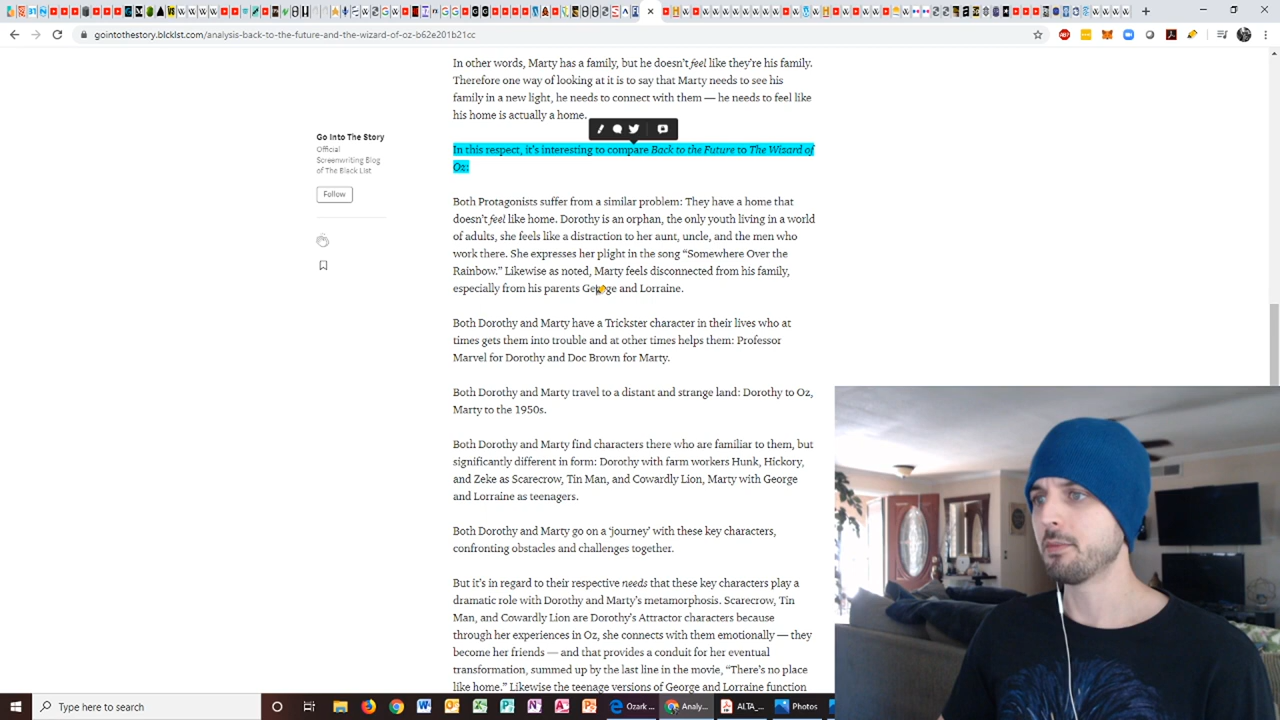 gointothestory.blcklst.com/analysis-back-to-the-future-and-the-wizard-of-oz-b62e201b21cc
In other words, Marty has a family, but he doesn't feel like they're his family.
Therefore one way of looking at it is to say that Marty needs to see his
family in a new light, he needs to connect with them — he needs to feel like
his home is actually a home.
Go Into The Story
Official
Screenwriting Blog
of The Black List
Follow
In this respect, it's interesting to compare Back to the Future to The Wizard of
Oz:
Both Protagonists suffer from a similar problem: They have a home that
doesn't feel like home. Dorothy is an orphan, the only youth living in a world
of adults, she feels like a distraction to her aunt, uncle, and the men who
work there. She expresses her plight in the song “Somewhere Over the
Rainbow.” Likewise as noted, Marty feels disconnected from his family,
especially from his parents George and Lorraine.
Both Dorothy and Marty have a Trickster character in their lives who at
times gets them into trouble and at other times helps them: Professor
Marvel for Dorothy and Doc Brown for Marty.
Both Dorothy and Marty travel to a distant and strange land: Dorothy to Oz,
Marty to the 1950s.
Both Dorothy and Marty find characters there who are familiar to them, but
significantly different in form: Dorothy with farm workers Hunk, Hickory,
and Zeke as Scarecrow, Tin Man, and Cowardly Lion, Marty with George
and Lorraine as teenagers.
Both Dorothy and Marty go on a ‘journey’ with these key characters,
confronting obstacles and challenges together.
But it's in regard to their respective needs that these key characters play a
dramatic role with Dorothy and Marty's metamorphosis. Scarecrow, Tin
Man, and Cowardly Lion are Dorothy's Attractor characters because
through her experiences in Oz, she connects with them emotionally — they
become her friends — and that provides a conduit for her eventual
transformation, summed up by the last line in the movie, “There's no place
like home.” Likewise the teenage versions of George and Lorraine function
Type here to search
Ozark ...
Analy...
ALTA_...
Photos